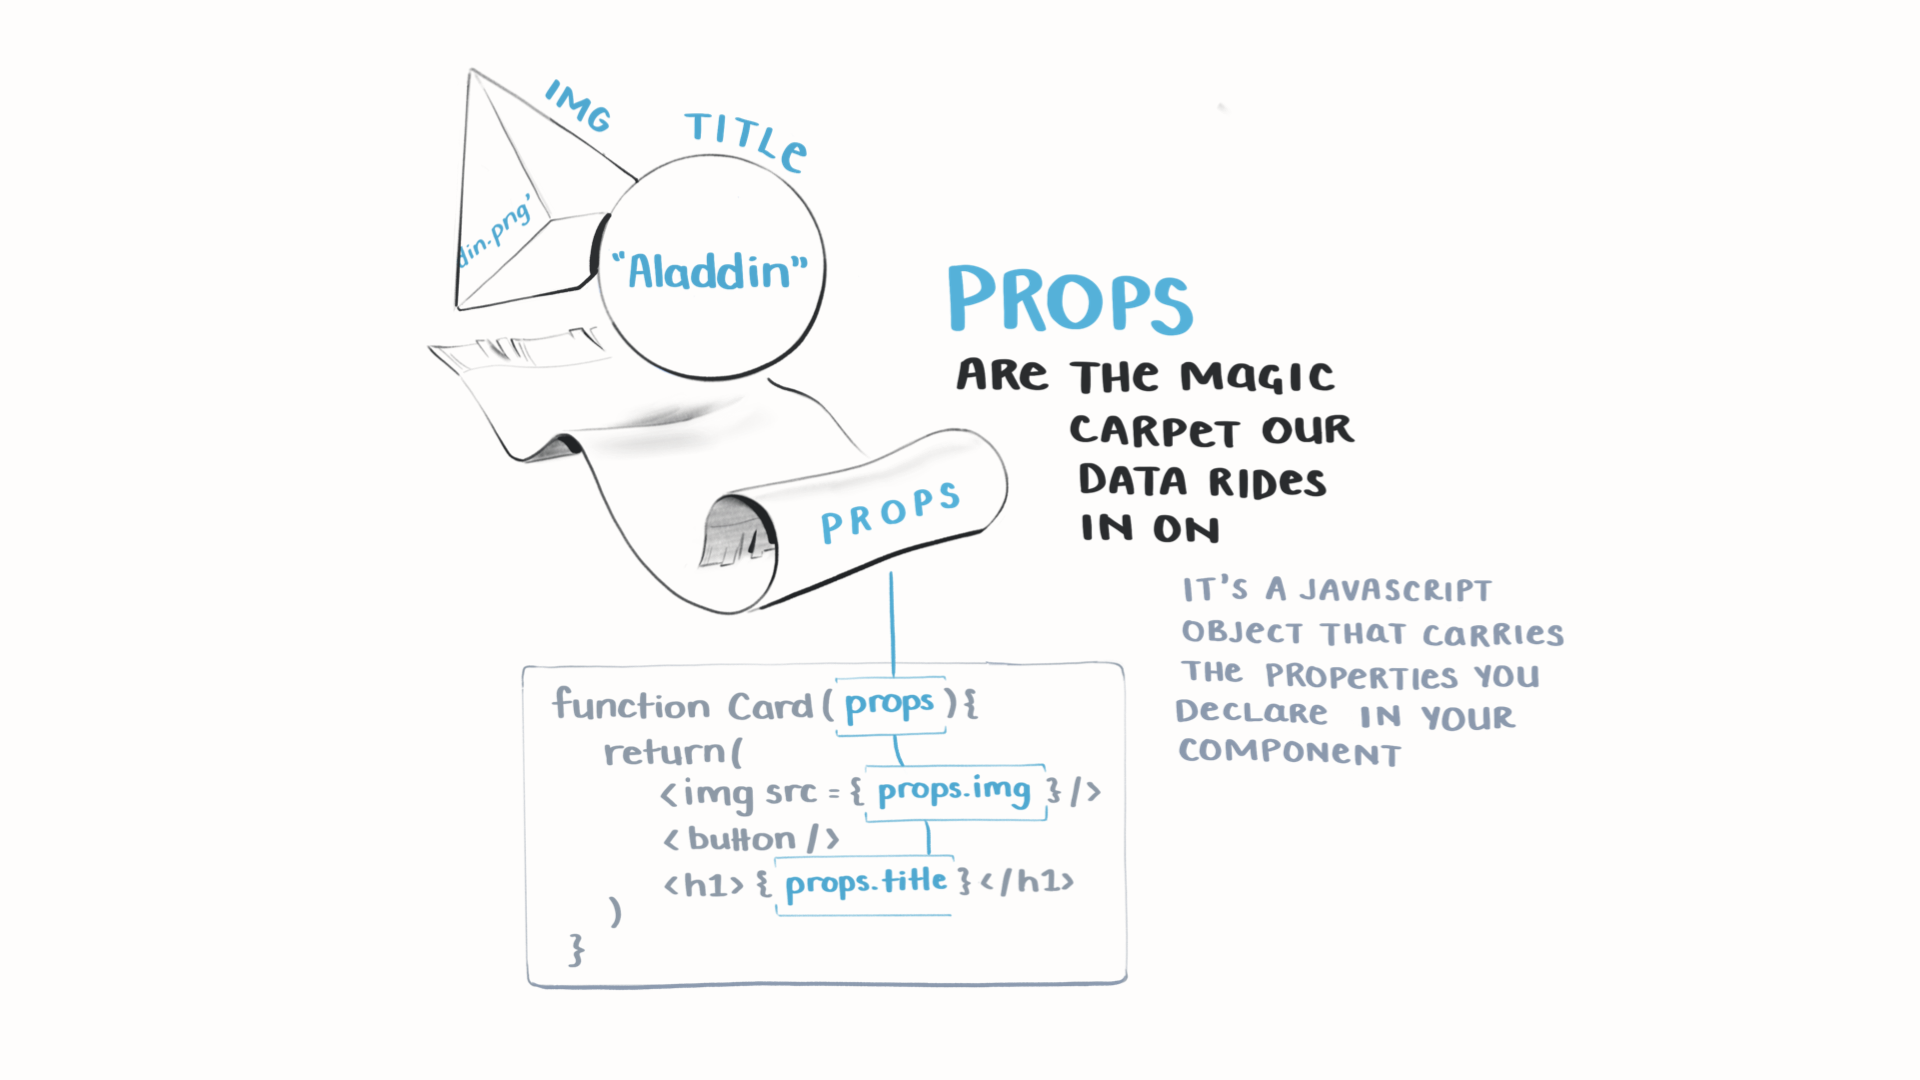 IMG
TITLE
din.png'
"Aladdin"
PROPS
ARE THE MAGIC
CARPET OUR
DATA RIDES
IN ON
PROPS
IT'S A JAVASCRIPT
OBJECT THAT CARRIES
THE PROPERTIES YOU
DECLARE IN YOUR
COMPONENT
function Card(props){
return(
<img src={props.img}/>
<button/>
<h1>{props.title}</h1>
)
}